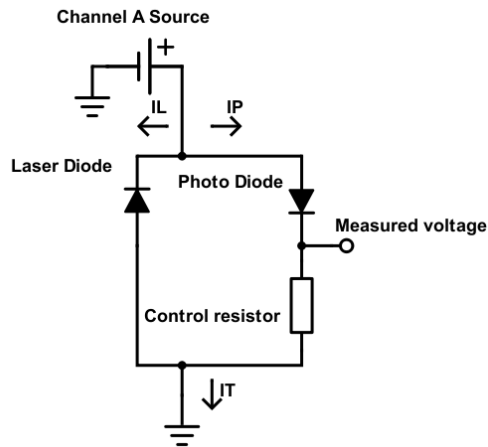 Channel A Source
+
IL
IP
Laser Diode
Photo Diode
Measured voltage
Control resistor
IT